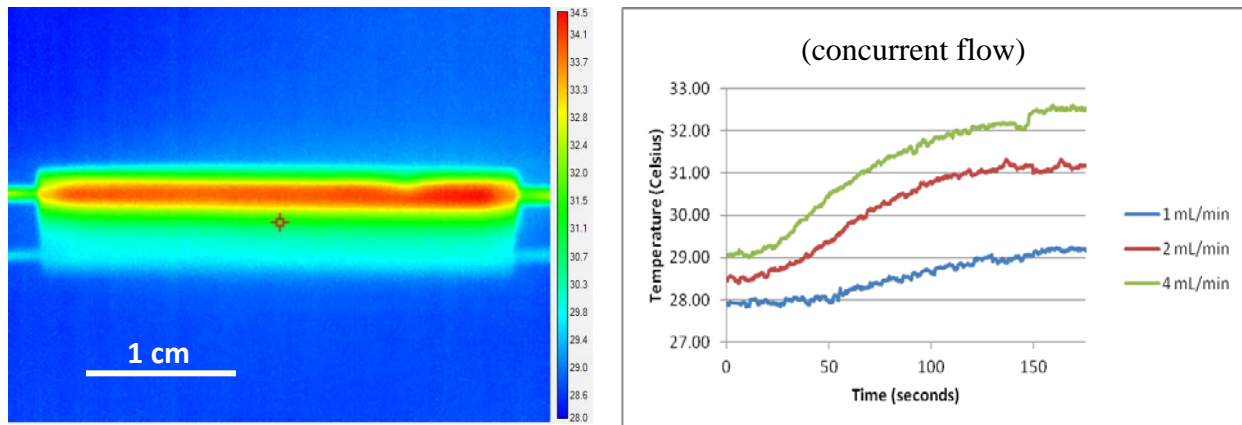 34.5
34.1
33.7
33.2
32.8
32.4
32.0
31.5
31.1
30.7
30.3
29.8
29.4
29.0
28.6
28.0
1 cm
(concurrent flow)
33.00
32.00
31.00
30.00
29.00
28.00
27.00
0 50 100 150
Temperature (Celsius)
Time (seconds)
1 mL/min
2 mL/min
4 mL/min